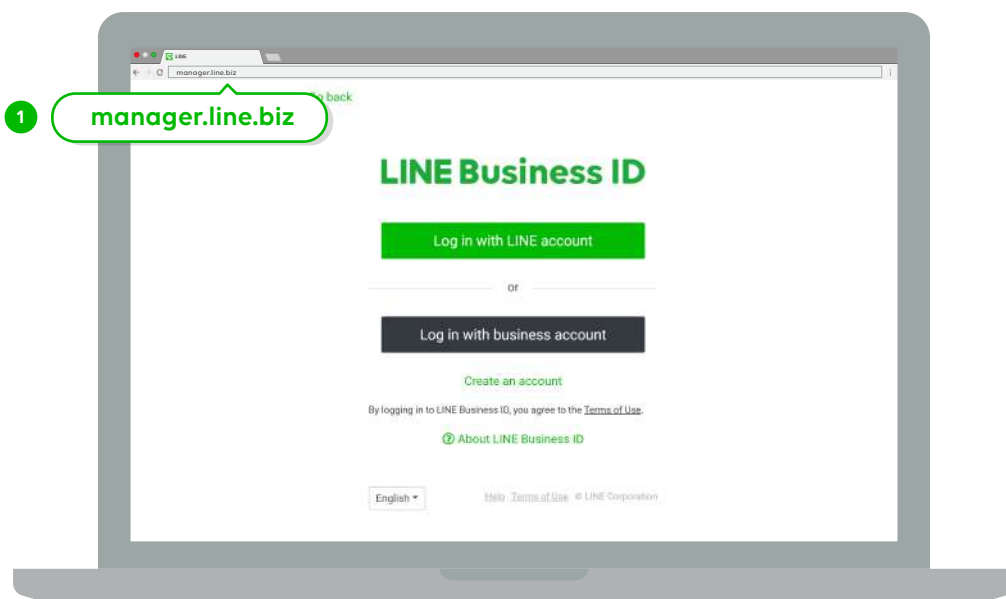 LINE
manager.line.biz
1
manager.line.biz
back
LINE Business ID
Log in with LINE account
or
Log in with business account
Create an account
By logging in to LINE Business ID, you agree to the Terms of Use.
About LINE Business ID
English
Help Terms of Use © LINE Corporation